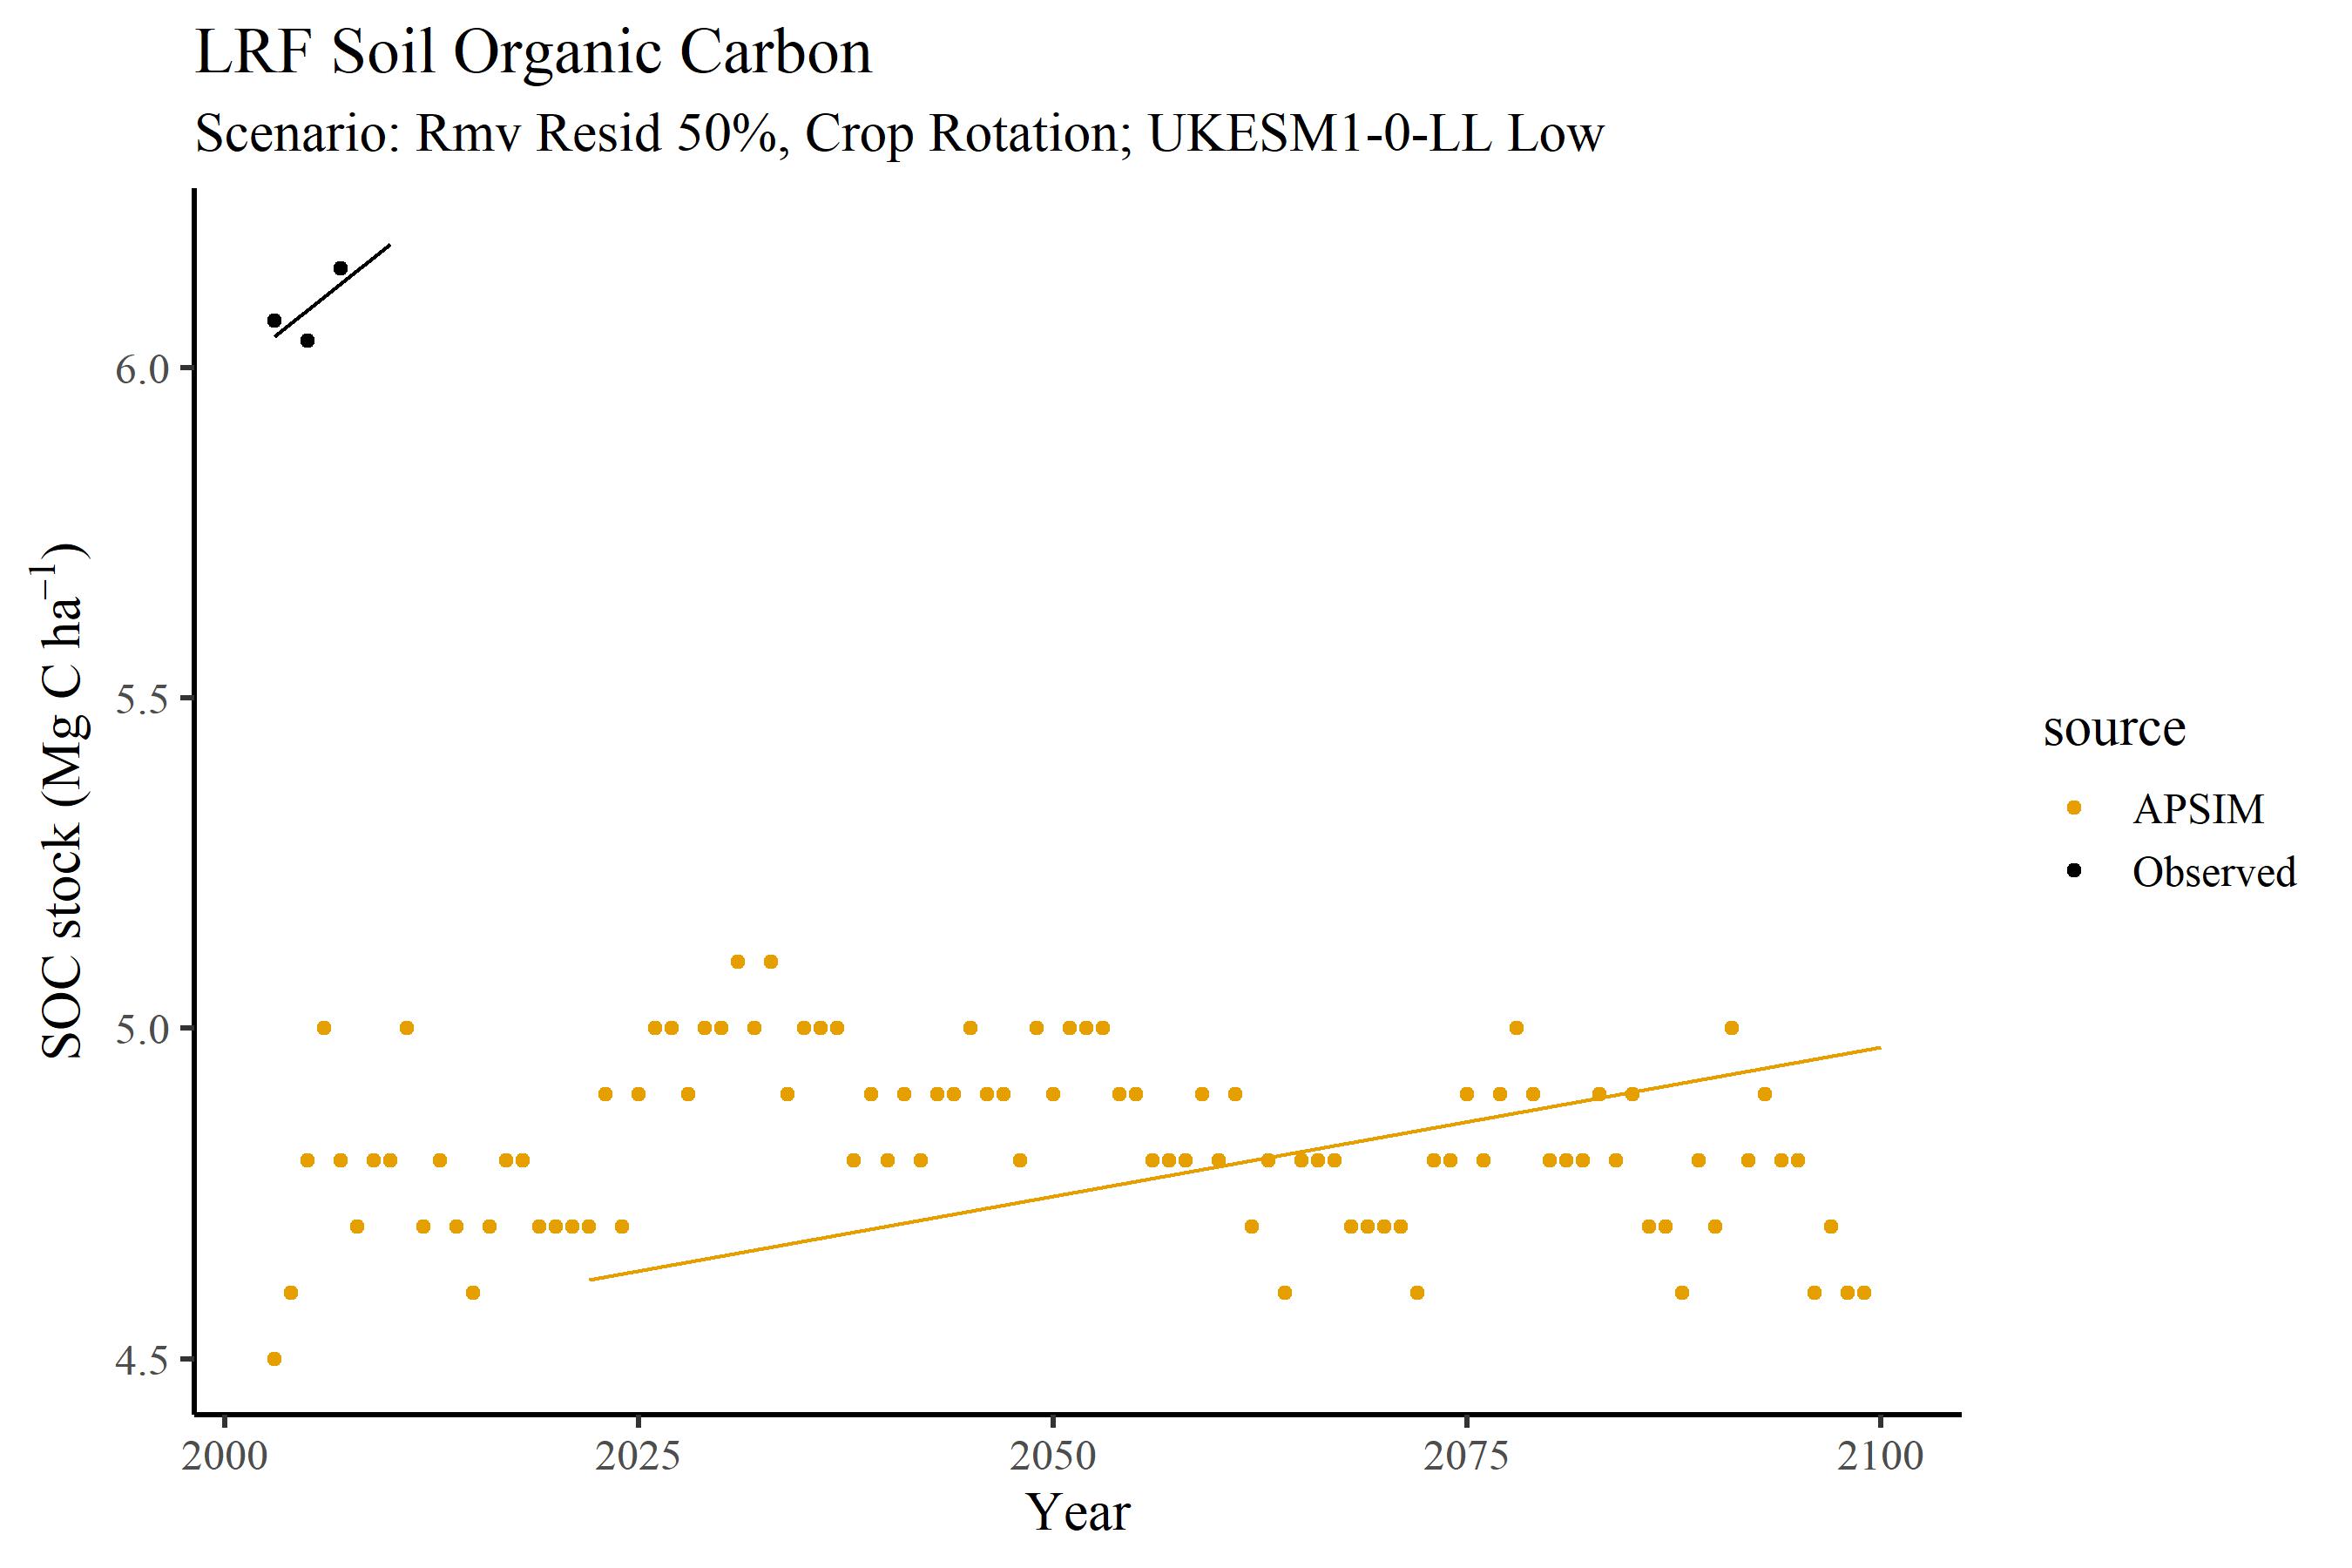 LRF Soil Organic Carbon
Scenario: Rmv Resid 50%, Crop Rotation; UKESM1-0-LL Low
SOC stock (Mg C ha⁻¹)
6.0
5.5
5.0
4.5
2000
2025
2050
2075
2100
Year
source
APSIM
Observed